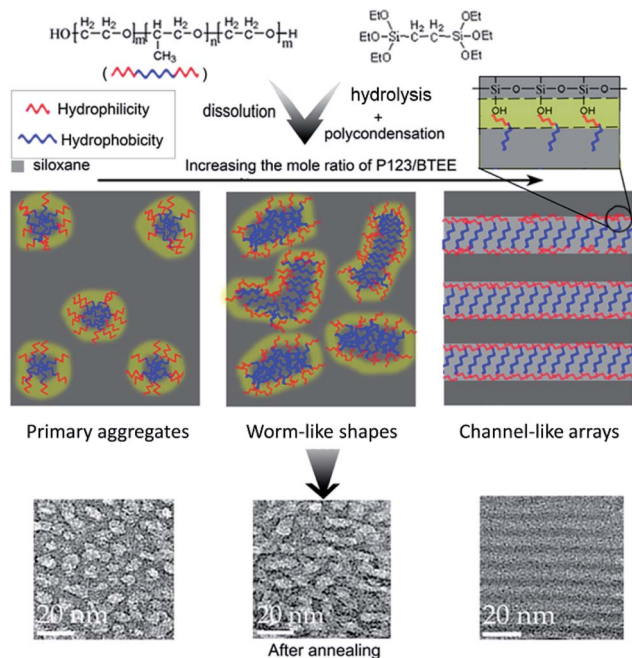 HO[C H2-C H2-O]m[CH-C H2-O]n[C H2-C H2-O]m H
CH3
OEt OEt
EtO-Si-C H2-C H2-Si-OEt
EtO OEt
Hydrophilicity
Hydrophobicity
siloxane
dissolution
hydrolysis
+
polycondensation
Si O Si O Si
OH OH OH
Increasing the mole ratio of P123/BTEE
Primary aggregates
Worm-like shapes
Channel-like arrays
20 nm
20 nm
20 nm
After annealing